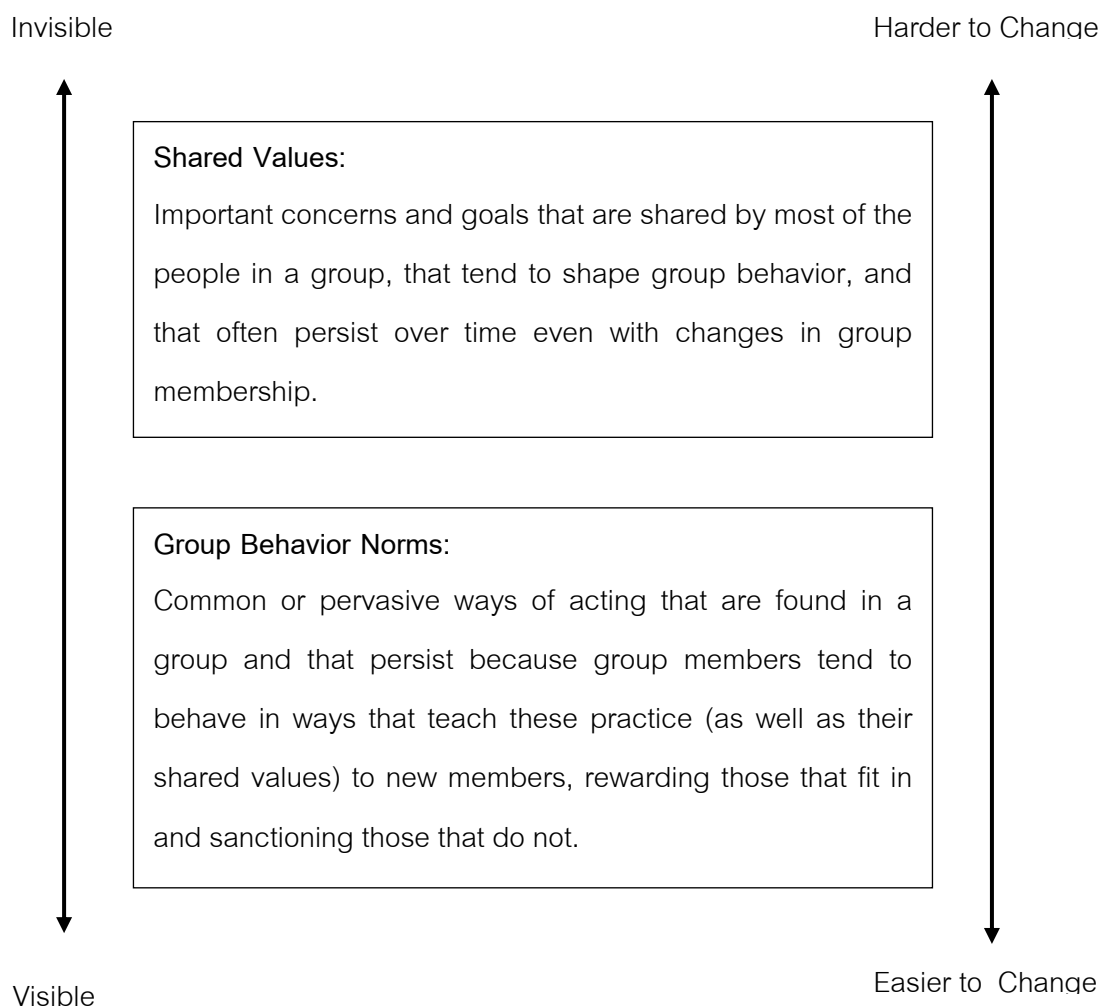 Invisible
Harder to Change
Shared Values:
Important concerns and goals that are shared by most of the
people in a group, that tend to shape group behavior, and
that often persist over time even with changes in group
membership.
Group Behavior Norms:
Common or pervasive ways of acting that are found in a
group and that persist because group members tend to
behave in ways that teach these practice (as well as their
shared values) to new members, rewarding those that fit in
and sanctioning those that do not.
Visible
Easier to Change